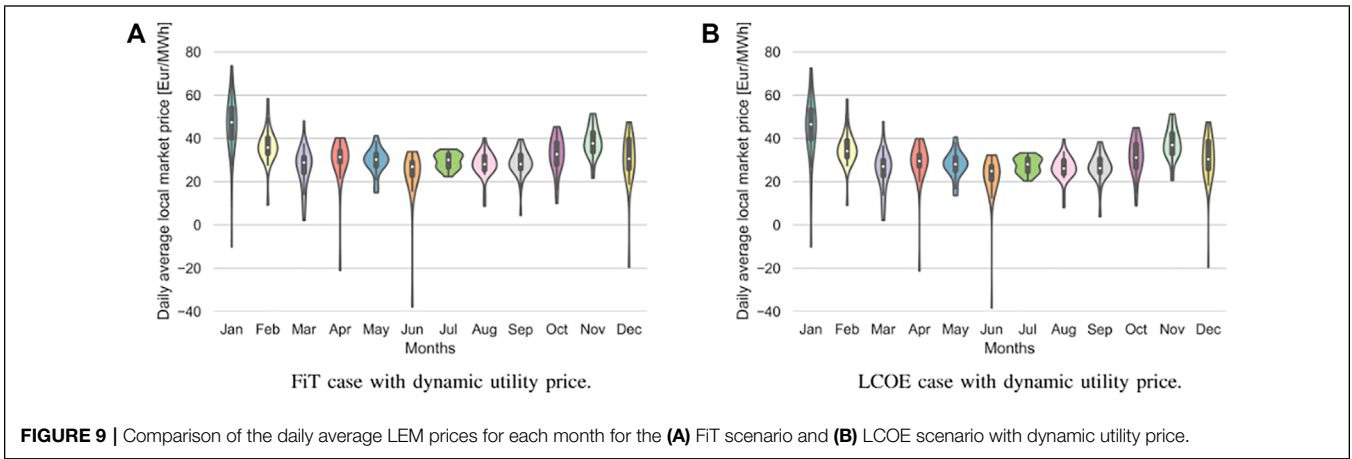 A
Daily average local market price [Eur/MWh]
80
60
40
20
0
−20
−40
Jan Feb Mar Apr May Jun Jul Aug Sep Oct Nov Dec
Months
FiT case with dynamic utility price.
B
Daily average local market price [Eur/MWh]
80
60
40
20
0
−20
−40
Jan Feb Mar Apr May Jun Jul Aug Sep Oct Nov Dec
Months
LCOE case with dynamic utility price.
FIGURE 9 | Comparison of the daily average LEM prices for each month for the (A) FiT scenario and (B) LCOE scenario with dynamic utility price.